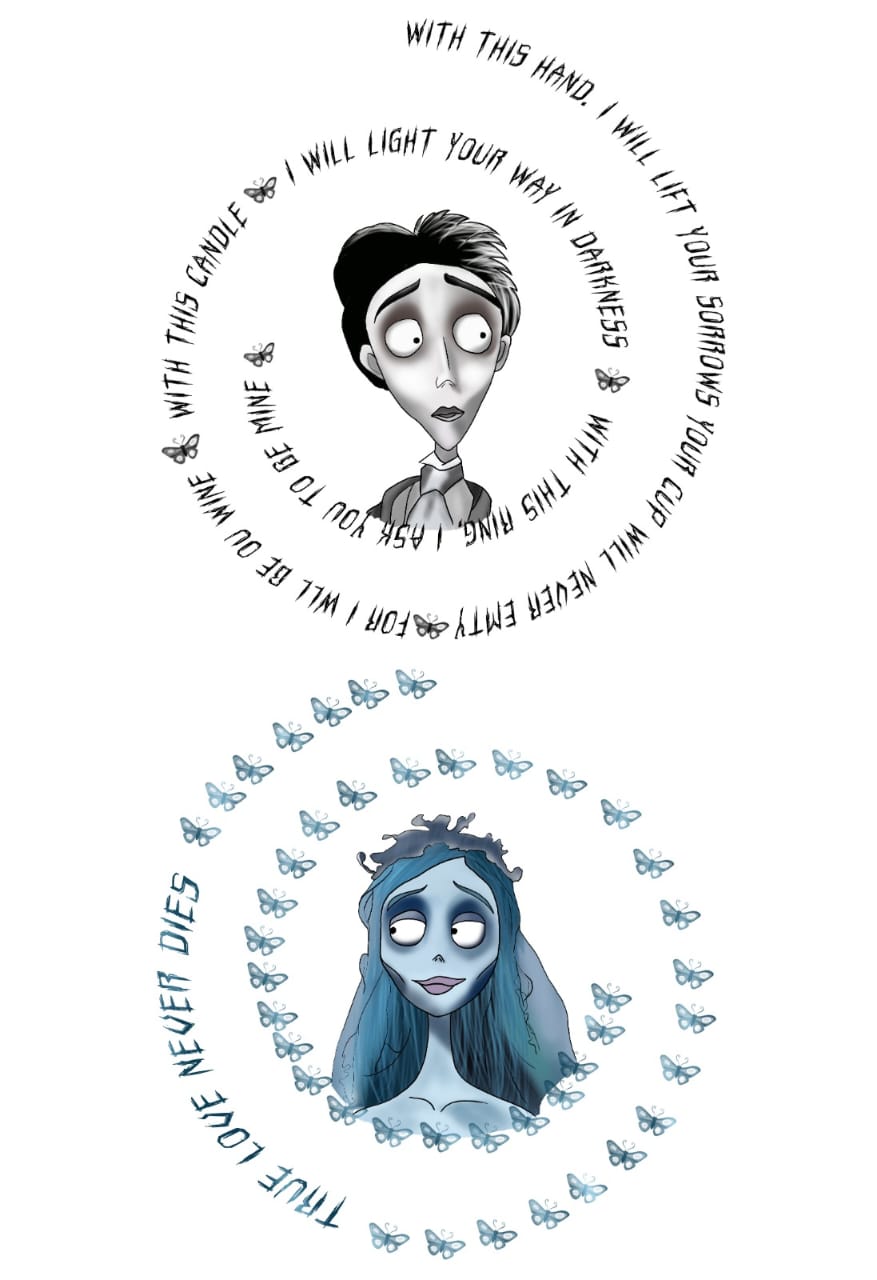 WITH THIS HAND. I WILL LIFT YOUR SORROWS YOUR CUP WILL NEVER EMTY
FOR I WLL BE OU WINE
WITH THIS CANDLE
I WILL LIGHT YOUR WAY IN DARKNESS
WITH THIS RING, I ASK YOU TO BE MINE
TRUE LOVE NEVER DIES